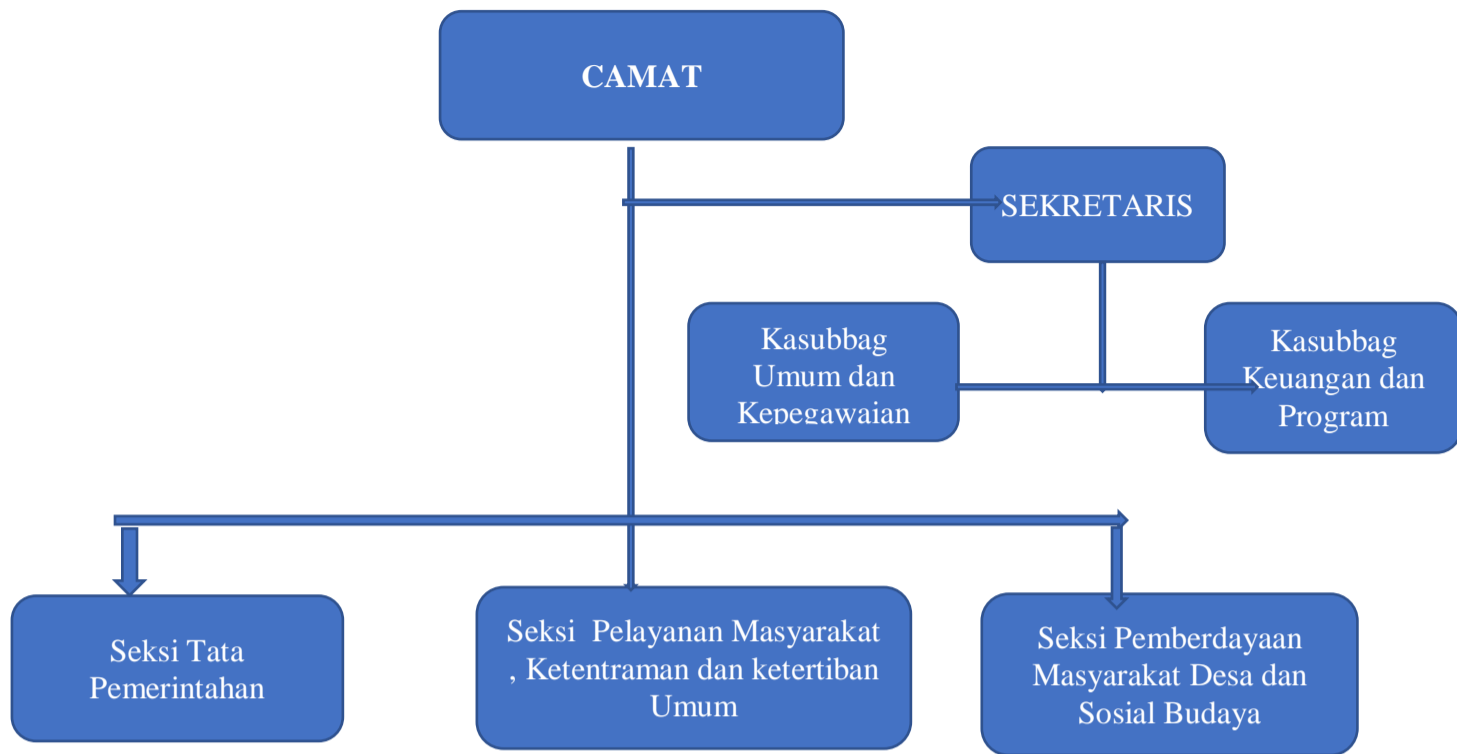 CAMAT
SEKRETARIS
Kasubbag
Umum dan
Kepegawaian
Kasubbag
Keuangan dan
Program
Seksi Tata
Pemerintahan
Seksi Pelayanan Masyarakat
, Ketentraman dan ketertiban
Umum
Seksi Pemberdayaan
Masyarakat Desa dan
Sosial Budaya